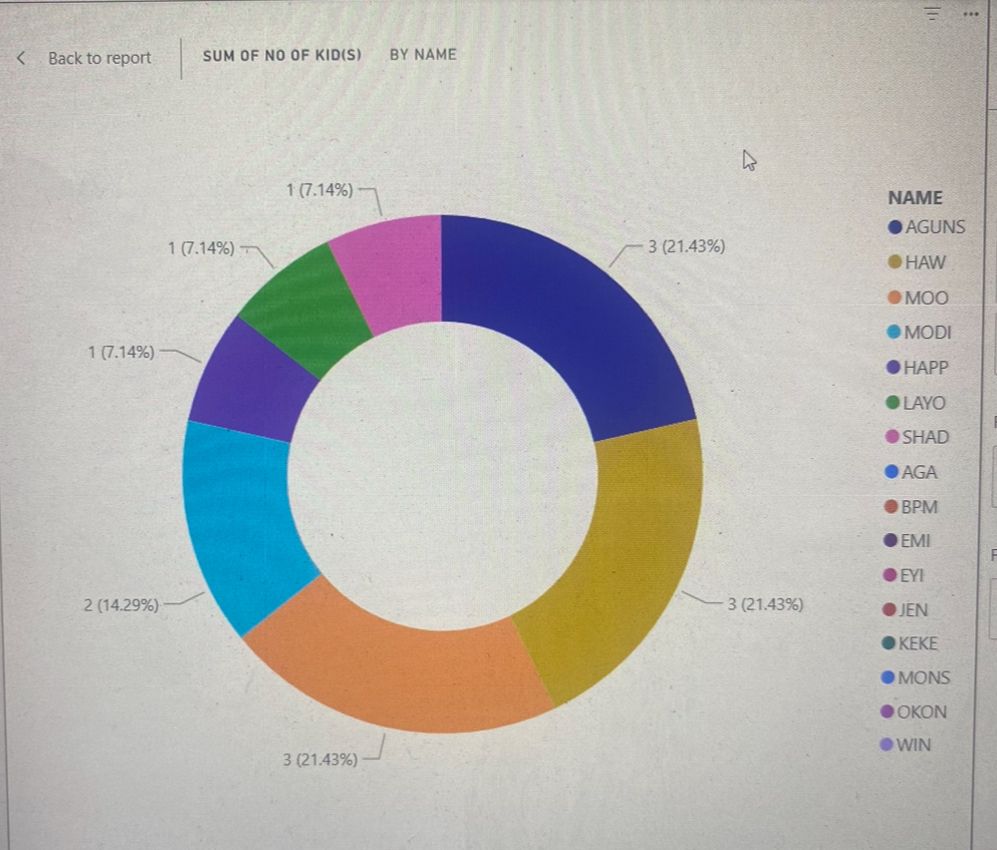 Back to report
SUM OF NO OF KID(S) BY NAME
1 (7.14%)
1 (7.14%)
3 (21.43%)
1 (7.14%)
2 (14.29%)
3 (21.43%)
3 (21.43%)
NAME
AGUNS
HAW
MOO
MODI
HAPP
LAYO
SHAD
AGA
BPM
EMI
EYI
JEN
KEKE
MONS
OKON
WIN